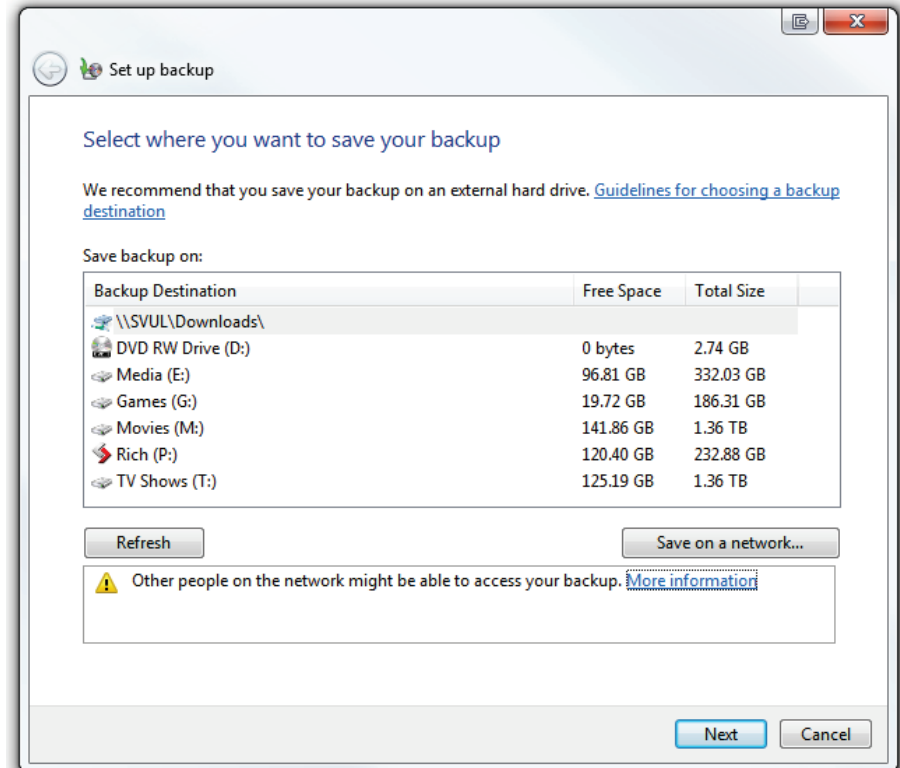 Set up backup
Select where you want to save your backup
We recommend that you save your backup on an external hard drive. Guidelines for choosing a backup
destination
Save backup on:
Backup Destination Free Space Total Size
\\SVUL\Downloads\
DVD RW Drive (D:) 0 bytes 2.74 GB
Media (E:) 96.81 GB 332.03 GB
Games (G:) 19.72 GB 186.31 GB
Movies (M:) 141.86 GB 1.36 TB
Rich (P:) 120.40 GB 232.88 GB
TV Shows (T:) 125.19 GB 1.36 TB
Refresh Save on a network...
Other people on the network might be able to access your backup. More information
Next Cancel